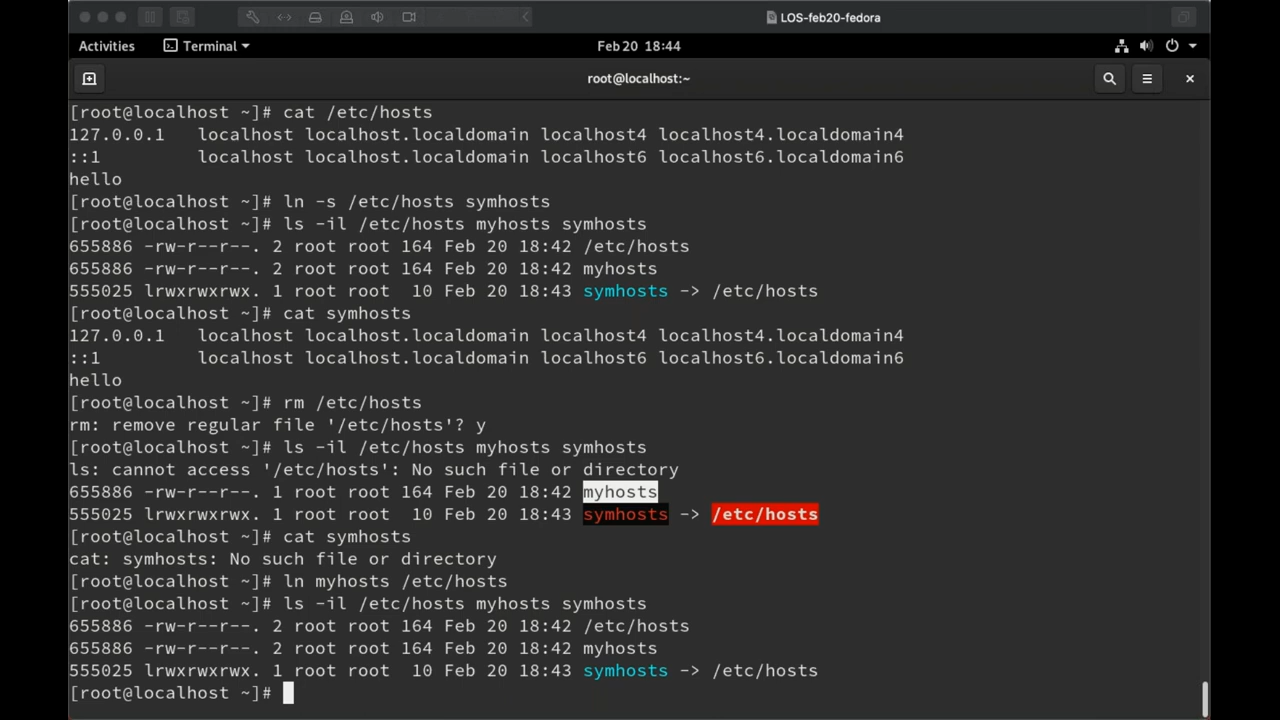 LOS-feb20-fedora
Activities Terminal Feb 20 18:44
root@localhost:~
[root@localhost ~]# cat /etc/hosts
127.0.0.1   localhost localhost.localdomain localhost4 localhost4.localdomain4
::1         localhost localhost.localdomain localhost6 localhost6.localdomain6
hello
[root@localhost ~]# ln -s /etc/hosts symhosts
[root@localhost ~]# ls -il /etc/hosts myhosts symhosts
655886 -rw-r--r--. 2 root root 164 Feb 20 18:42 /etc/hosts
655886 -rw-r--r--. 2 root root 164 Feb 20 18:42 myhosts
555025 lrwxrwxrwx. 1 root root  10 Feb 20 18:43 symhosts -> /etc/hosts
[root@localhost ~]# cat symhosts
127.0.0.1   localhost localhost.localdomain localhost4 localhost4.localdomain4
::1         localhost localhost.localdomain localhost6 localhost6.localdomain6
hello
[root@localhost ~]# rm /etc/hosts
rm: remove regular file '/etc/hosts'? y
[root@localhost ~]# ls -il /etc/hosts myhosts symhosts
ls: cannot access '/etc/hosts': No such file or directory
655886 -rw-r--r--. 1 root root 164 Feb 20 18:42 myhosts
555025 lrwxrwxrwx. 1 root root  10 Feb 20 18:43 symhosts -> /etc/hosts
[root@localhost ~]# cat symhosts
cat: symhosts: No such file or directory
[root@localhost ~]# ln myhosts /etc/hosts
[root@localhost ~]# ls -il /etc/hosts myhosts symhosts
655886 -rw-r--r--. 2 root root 164 Feb 20 18:42 /etc/hosts
655886 -rw-r--r--. 2 root root 164 Feb 20 18:42 myhosts
555025 lrwxrwxrwx. 1 root root  10 Feb 20 18:43 symhosts -> /etc/hosts
[root@localhost ~]#